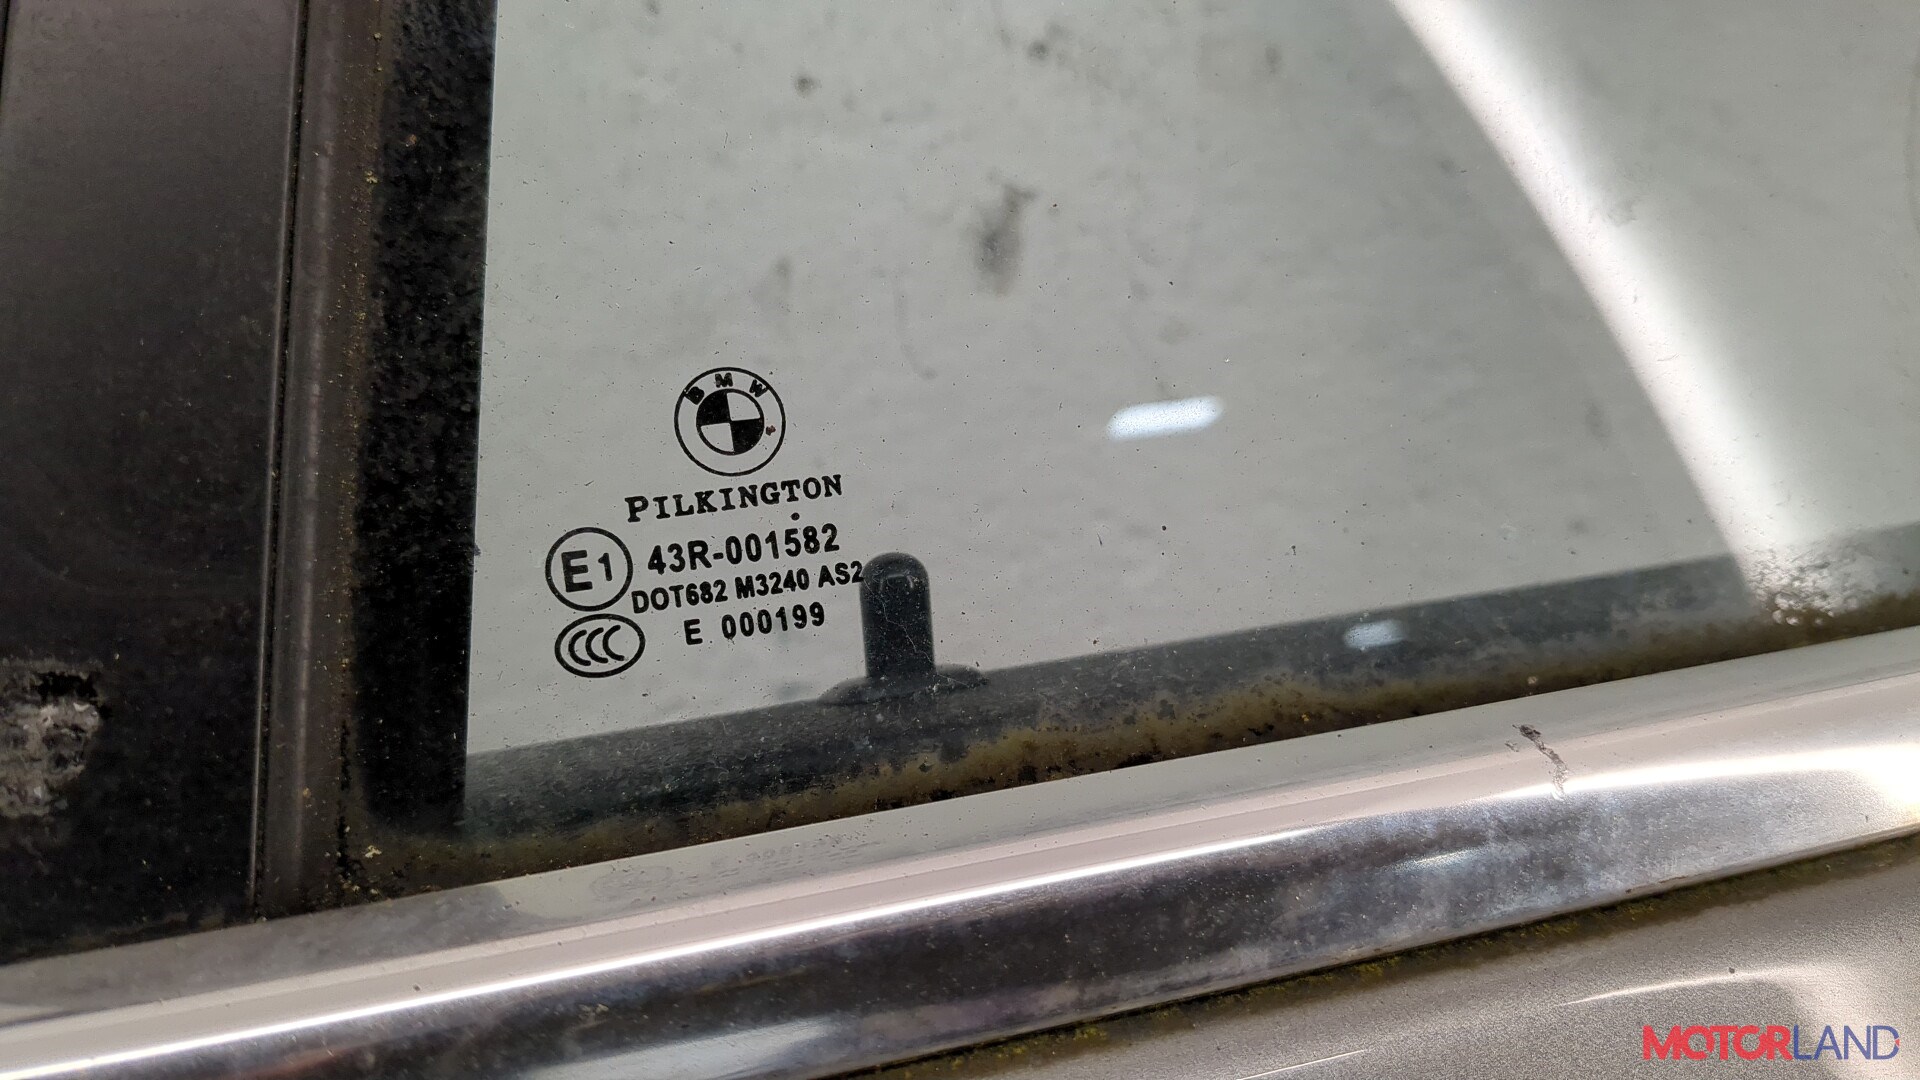 BMW
PILKINGTON
E1
43R-001582
DOT682 M3240 AS2
CCC
E 000199
MOTORLAND